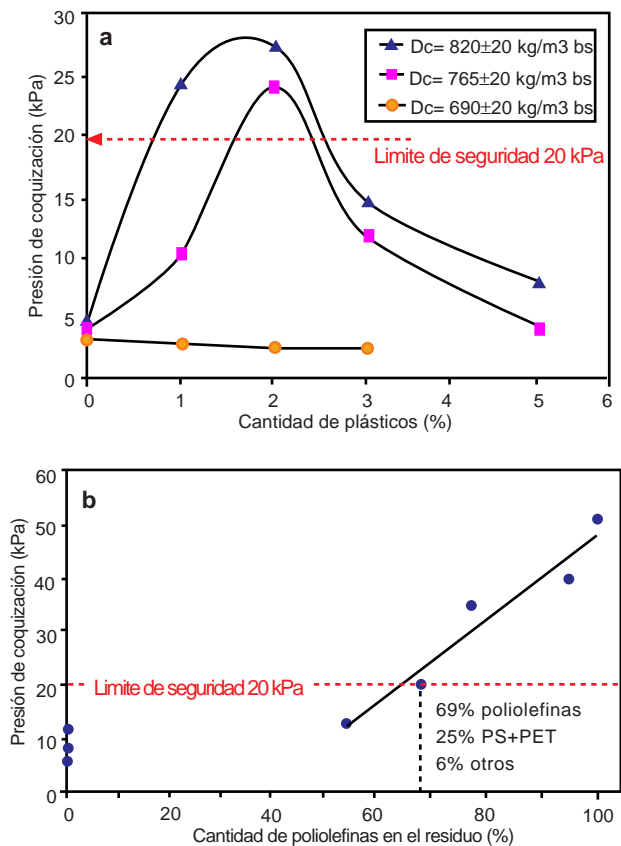 a
Presión de coquización (kPa)
30
25
20
15
10
5
0
Dc= 820±20 kg/m3 bs
Dc= 765±20 kg/m3 bs
Dc= 690±20 kg/m3 bs
Limite de seguridad 20 kPa
0 1 2 3 4 5 6
Cantidad de plásticos (%)
b
Presión de coquización (kPa)
60
50
40
30
20
10
0
Limite de seguridad 20 kPa
69% poliolefinas
25% PS+PET
6% otros
0 20 40 60 80 100
Cantidad de poliolefinas en el residuo (%)